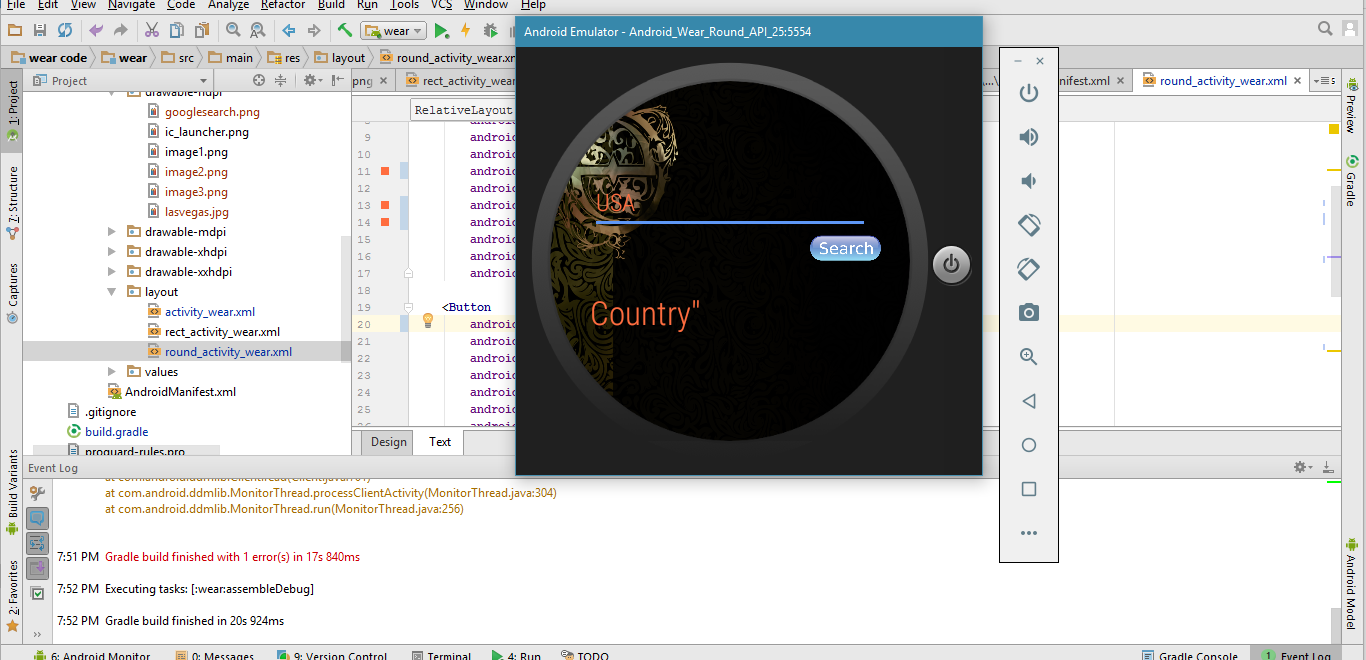 File Edit View Navigate Code Analyze Refactor Build Run Tools VCS Window Help
wear
wear code wear src main res layout round_activity_wear.xm
Android Emulator - Android_Wear_Round_API_25:5554
1: Project
7: Structure
Captures
Build Variants
2: Favorites
Project
drawable-hdpi
googlesearch.png
ic_launcher.png
image1.png
image2.png
image3.png
lasvegas.jpg
drawable-mdpi
drawable-xhdpi
drawable-xxhdpi
layout
activity_wear.xml
rect_activity_wear.xml
round_activity_wear.xml
values
AndroidManifest.xml
.gitignore
build.gradle
proguard-rules.pro
png rect_activity_wear
...\ nifest.xml round_activity_wear.xml 5
RelativeLayout
8 android
9 android
10 android
11 android
12 android
13 android
14 android
15 android
16 android
17 android
18
19 <Button
20 android
21 android
22 android
23 android
24 android
25 android
26 android
Design Text
USA
Search
Country"
Preview
Gradle
Android Model
Event Log
at com.android.ddmlib.MonitorThread.processClientActivity(MonitorThread.java:304)
at com.android.ddmlib.MonitorThread.run(MonitorThread.java:256)
7:51 PM Gradle build finished with 1 error(s) in 17s 840ms
7:52 PM Executing tasks: [:wear:assembleDebug]
7:52 PM Gradle build finished in 20s 924ms
6: Android Monitor 0: Messages 9: Version Control Terminal 4: Run TODO 1 Event Log Gradle Console